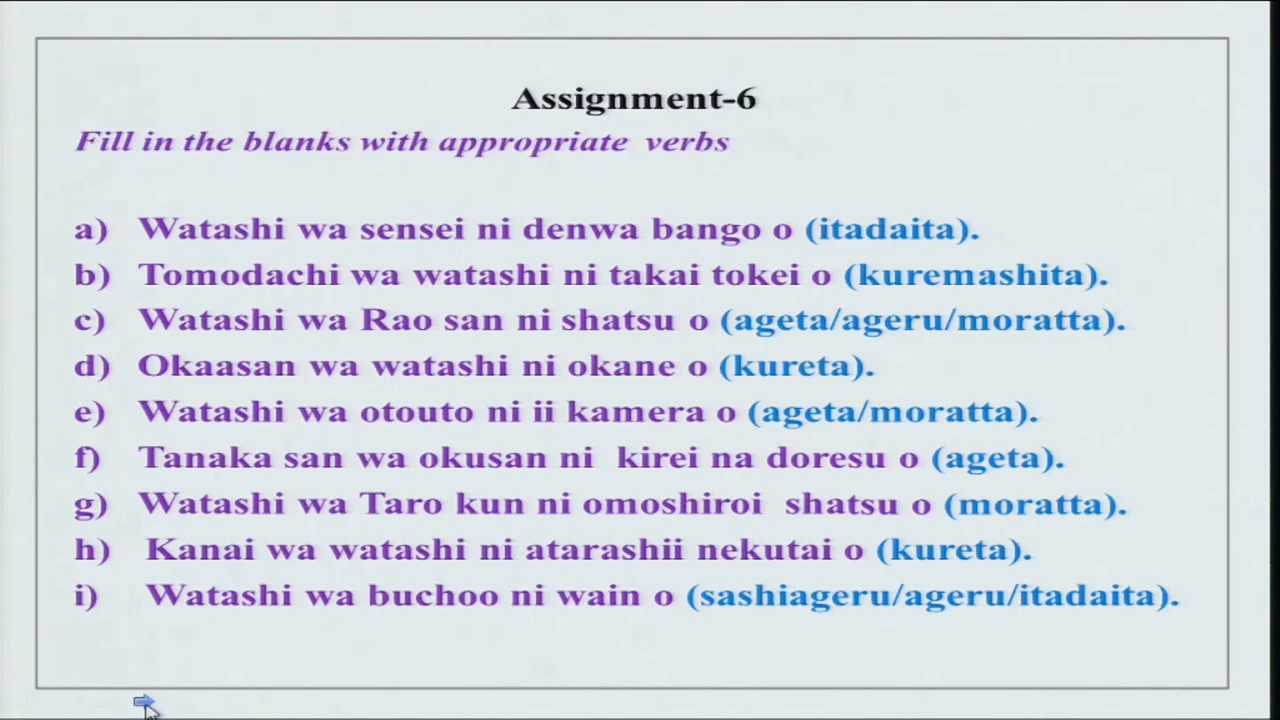 Assignment-6
Fill in the blanks with appropriate verbs
a) Watashi wa sensei ni denwa bango o (itadaita).
b) Tomodachi wa watashi ni takai tokei o (kuremashita).
c) Watashi wa Rao san ni shatsu o (ageta/ageru/moratta).
d) Okaasan wa watashi ni okane o (kureta).
e) Watashi wa otouto ni ii kamera o (ageta/moratta).
f) Tanaka san wa okusan ni kirei na doresu o (ageta).
g) Watashi wa Taro kun ni omoshiroi shatsu o (moratta).
h) Kanai wa watashi ni atarashii nekutai o (kureta).
i) Watashi wa buchoo ni wain o (sashiageru/ageru/itadaita).